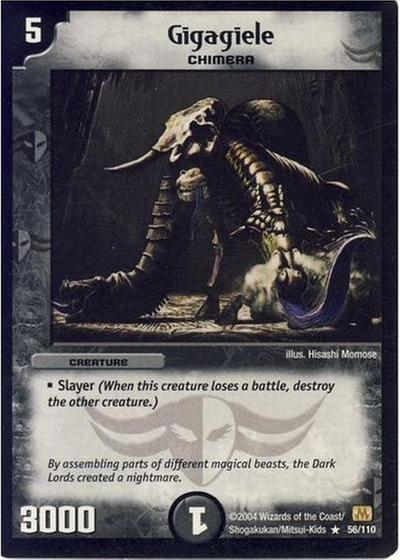 5
Gigagiele
CHIMERA
illus. Hisashi Momose
CREATURE
▪ Slayer (When this creature loses a battle, destroy
the other creature.)
By assembling parts of different magical beasts, the Dark
Lords created a nightmare.
3000
1
©2004 Wizards of the Coast/
Shogakukan/Mitsui-Kids ★ 56/110